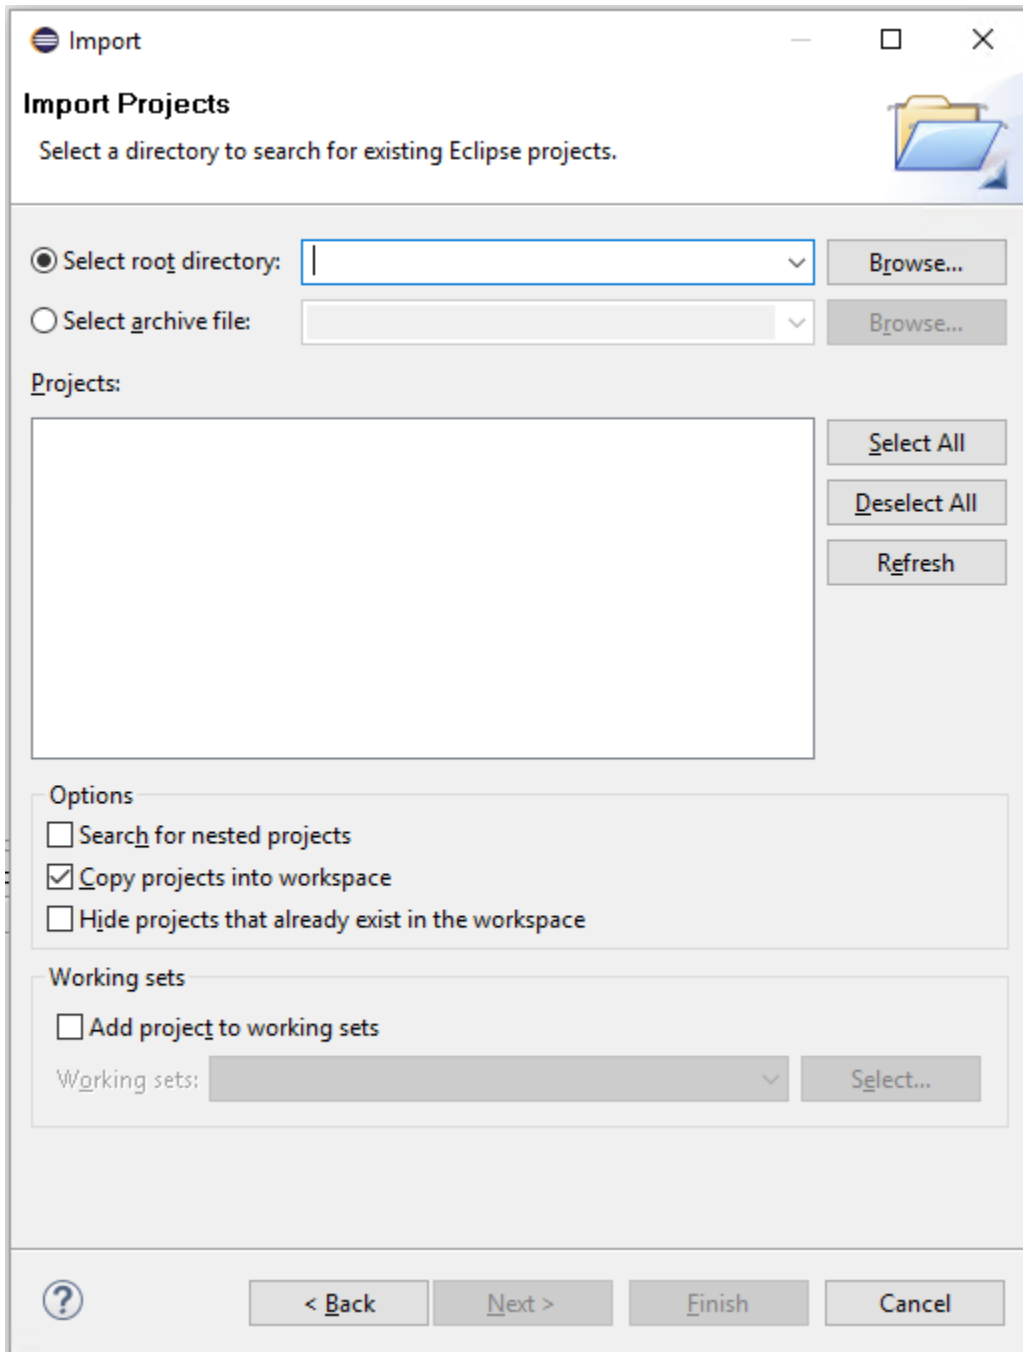 Import
Import Projects
Select a directory to search for existing Eclipse projects.
Select root directory: Browse...
Select archive file: Browse...
Projects:
Select All
Deselect All
Refresh
Options
Search for nested projects
Copy projects into workspace
Hide projects that already exist in the workspace
Working sets
Add project to working sets
Working sets: Select...
? < Back Next > Finish Cancel